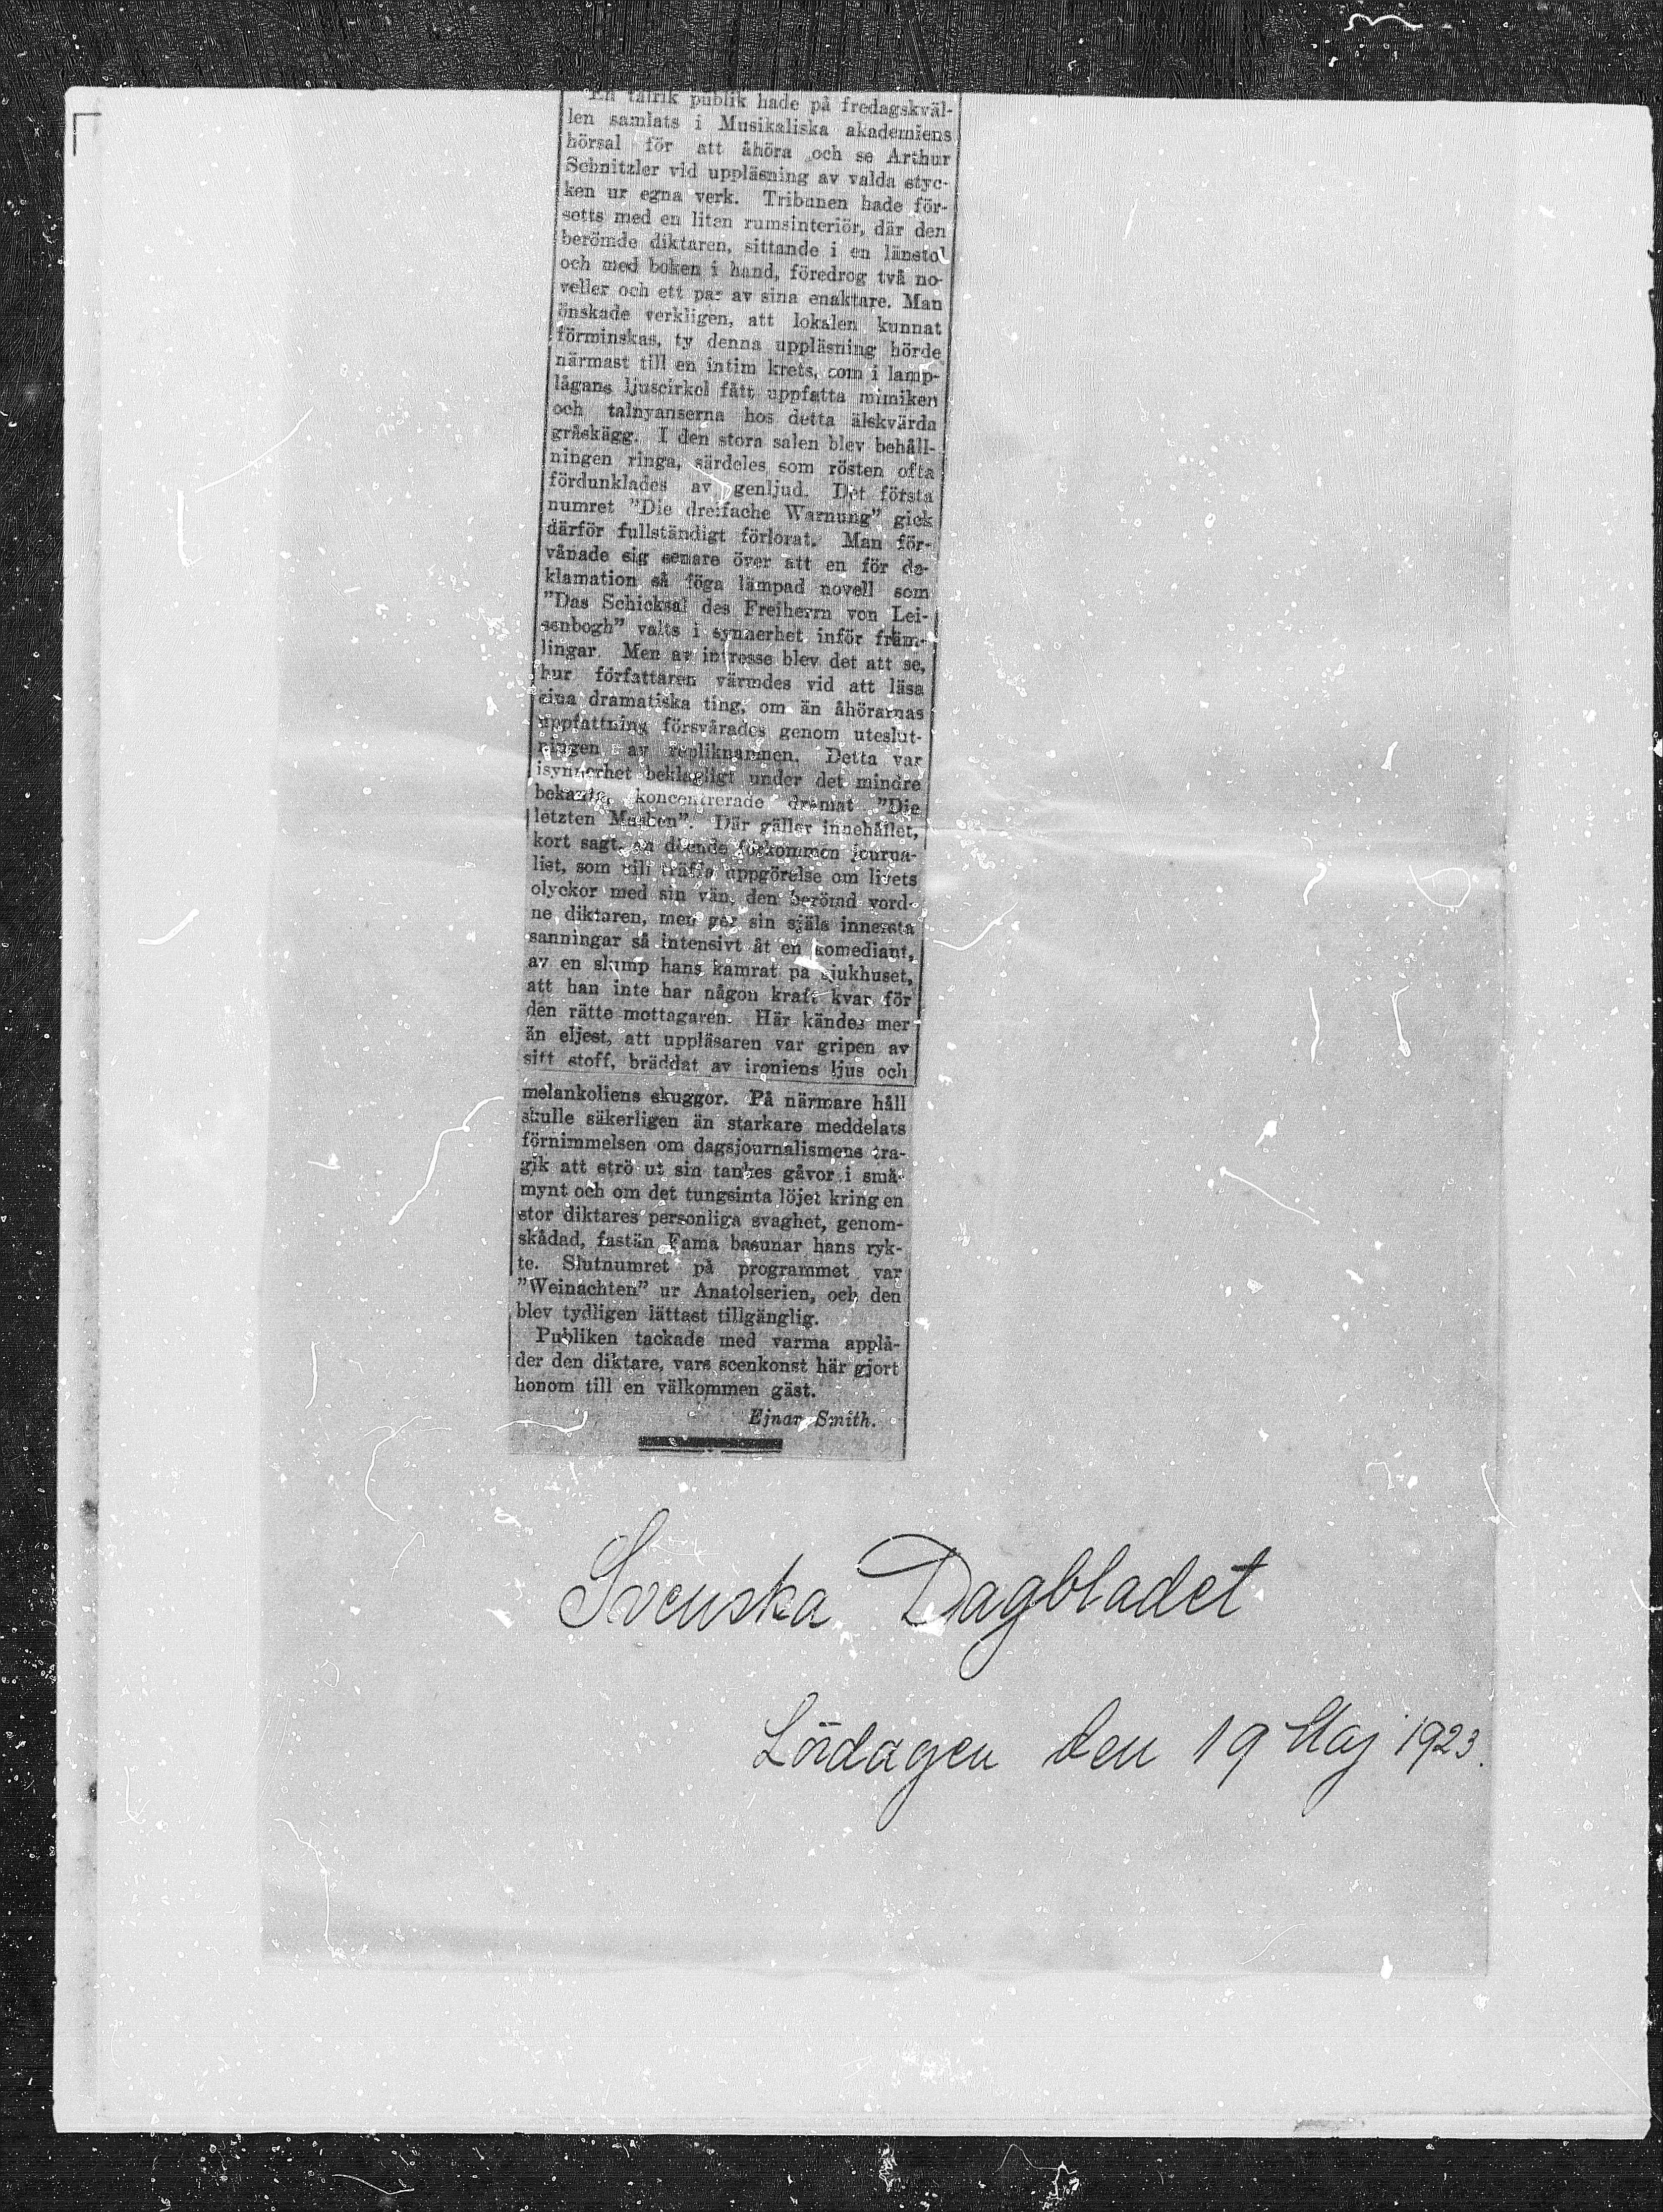 En talrik publik hade på fredagskväl-
len samlats i Musikaliska akademiens
hörsal för att åhöra och se Arthur
Schnitzler vid uppläsning av valda styc-
ken ur egna verk. Tribunen hade för-
setts med en liten rumsinteriör, där den
berömde diktaren, sittande i en länstol
och med boken i hand, föredrog två no-
veller och ett par av sina enaktare. Man
önskade verkligen, att lokalen kunnat
förminskas, ty denna uppläsning hörde
närmast till en intim krets, som i lamp-
lågans ljuscirkel fått uppfatta mimiken
och talnyanserna hos detta älskvärda
gråskägg. I den stora salen blev behåll-
ningen ringa, särdeles som rösten ofta
fördunklades av genljud. Det första
numret "Die dreifache Warnung" gick
därför fullständigt förlorat. Man för-
vånade sig senare över att en för de-
klamation så föga lämpad novell som
"Das Schicksal des Freiherrn von Lei-
senbogh" valts i synnerhet inför främ-
lingar. Men av intresse blev det att se,
hur författaren värmdes vid att läsa
sina dramatiska ting, om än åhörarnas
uppfattning försvårades genom uteslut-
ningen av repliknamnen. Detta var
isynnerhet beklagligt under det mindre
bekanta, koncentrerade dramat "Die
letzten Masken". Där gäller innehållet,
kort sagt, en döende förkommen journa-
list, som vill träffa uppgörelse om livets
olyckor med sin vän, den berömd vord-
ne diktaren, men ger sin själs innersta
sanningar så intensivt åt en komediant,
av en slump hans kamrat på sjukhuset,
att han inte har någon kraft kvar för
den rätte mottagaren. Här kändes mer
än eljest, att uppläsaren var gripen av
sitt stoff, bräddat av ironiens ljus och
melankoliens skuggor. På närmare håll
skulle säkerligen än starkare meddelats
förnimmelsen om dagsjournalismens tra-
gik att strö ut sin tankes gåvor i små-
mynt och om det tungsinta löjet kring en
stor diktares personliga svaghet, genom-
skådad, fastän Fama basunar hans ryk-
te. Slutnumret på programmet var
"Weinachten" ur Anatolserien, och den
blev tydligen lättast tillgänglig.
Publiken tackade med varma applå-
der den diktare, vars scenkonst här gjort
honom till en välkommen gäst.
Ejnar Smith.
Svenska Dagbladet
Lördagen den 19 Maj 1923.